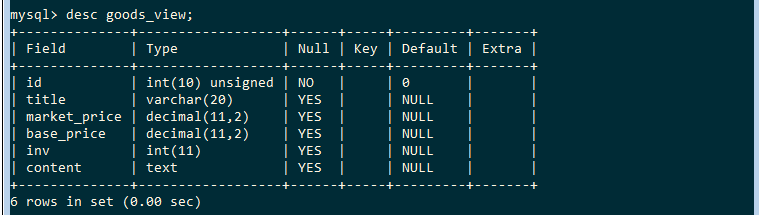 mysql> desc goods_view;
+--------------+------------------+------+-----+---------+-------+
| Field        | Type             | Null | Key | Default | Extra |
+--------------+------------------+------+-----+---------+-------+
| id           | int(10) unsigned | NO   |     | 0       |       |
| title        | varchar(20)      | YES  |     | NULL    |       |
| market_price | decimal(11,2)    | YES  |     | NULL    |       |
| base_price   | decimal(11,2)    | YES  |     | NULL    |       |
| inv          | int(11)          | YES  |     | NULL    |       |
| content      | text             | YES  |     | NULL    |       |
+--------------+------------------+------+-----+---------+-------+
6 rows in set (0.00 sec)